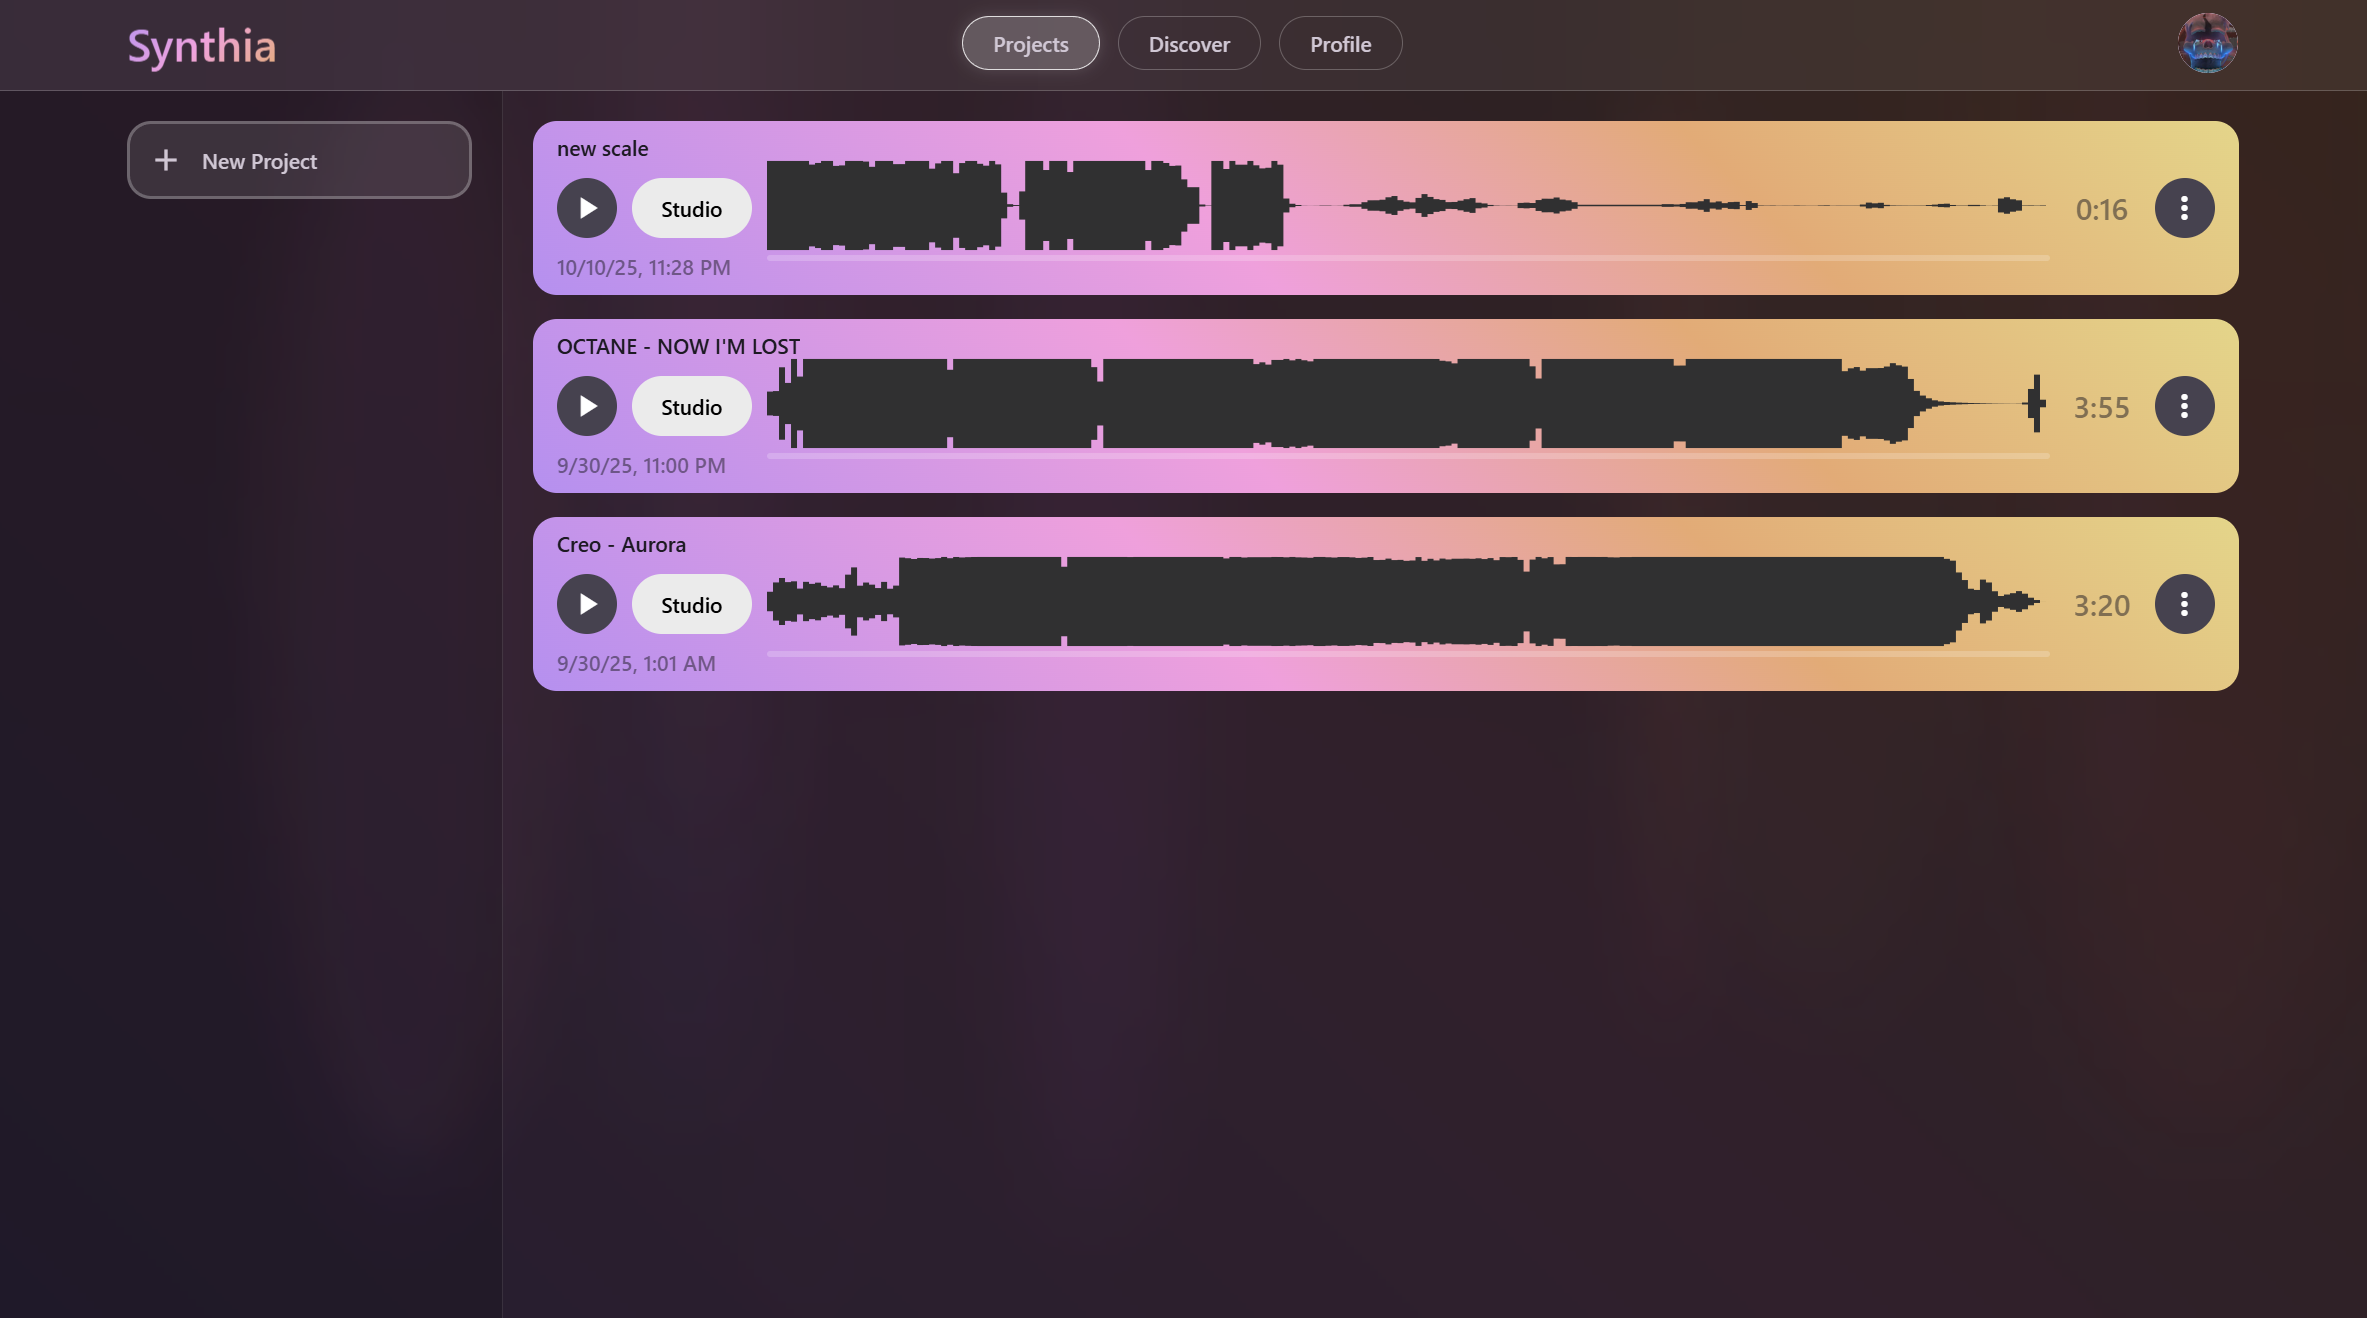 Synthia
Projects
Discover
Profile
New Project
new scale
Studio
0:16
10/10/25, 11:28 PM
OCTANE - NOW I'M LOST
Studio
3:55
9/30/25, 11:00 PM
Creo - Aurora
Studio
3:20
9/30/25, 1:01 AM